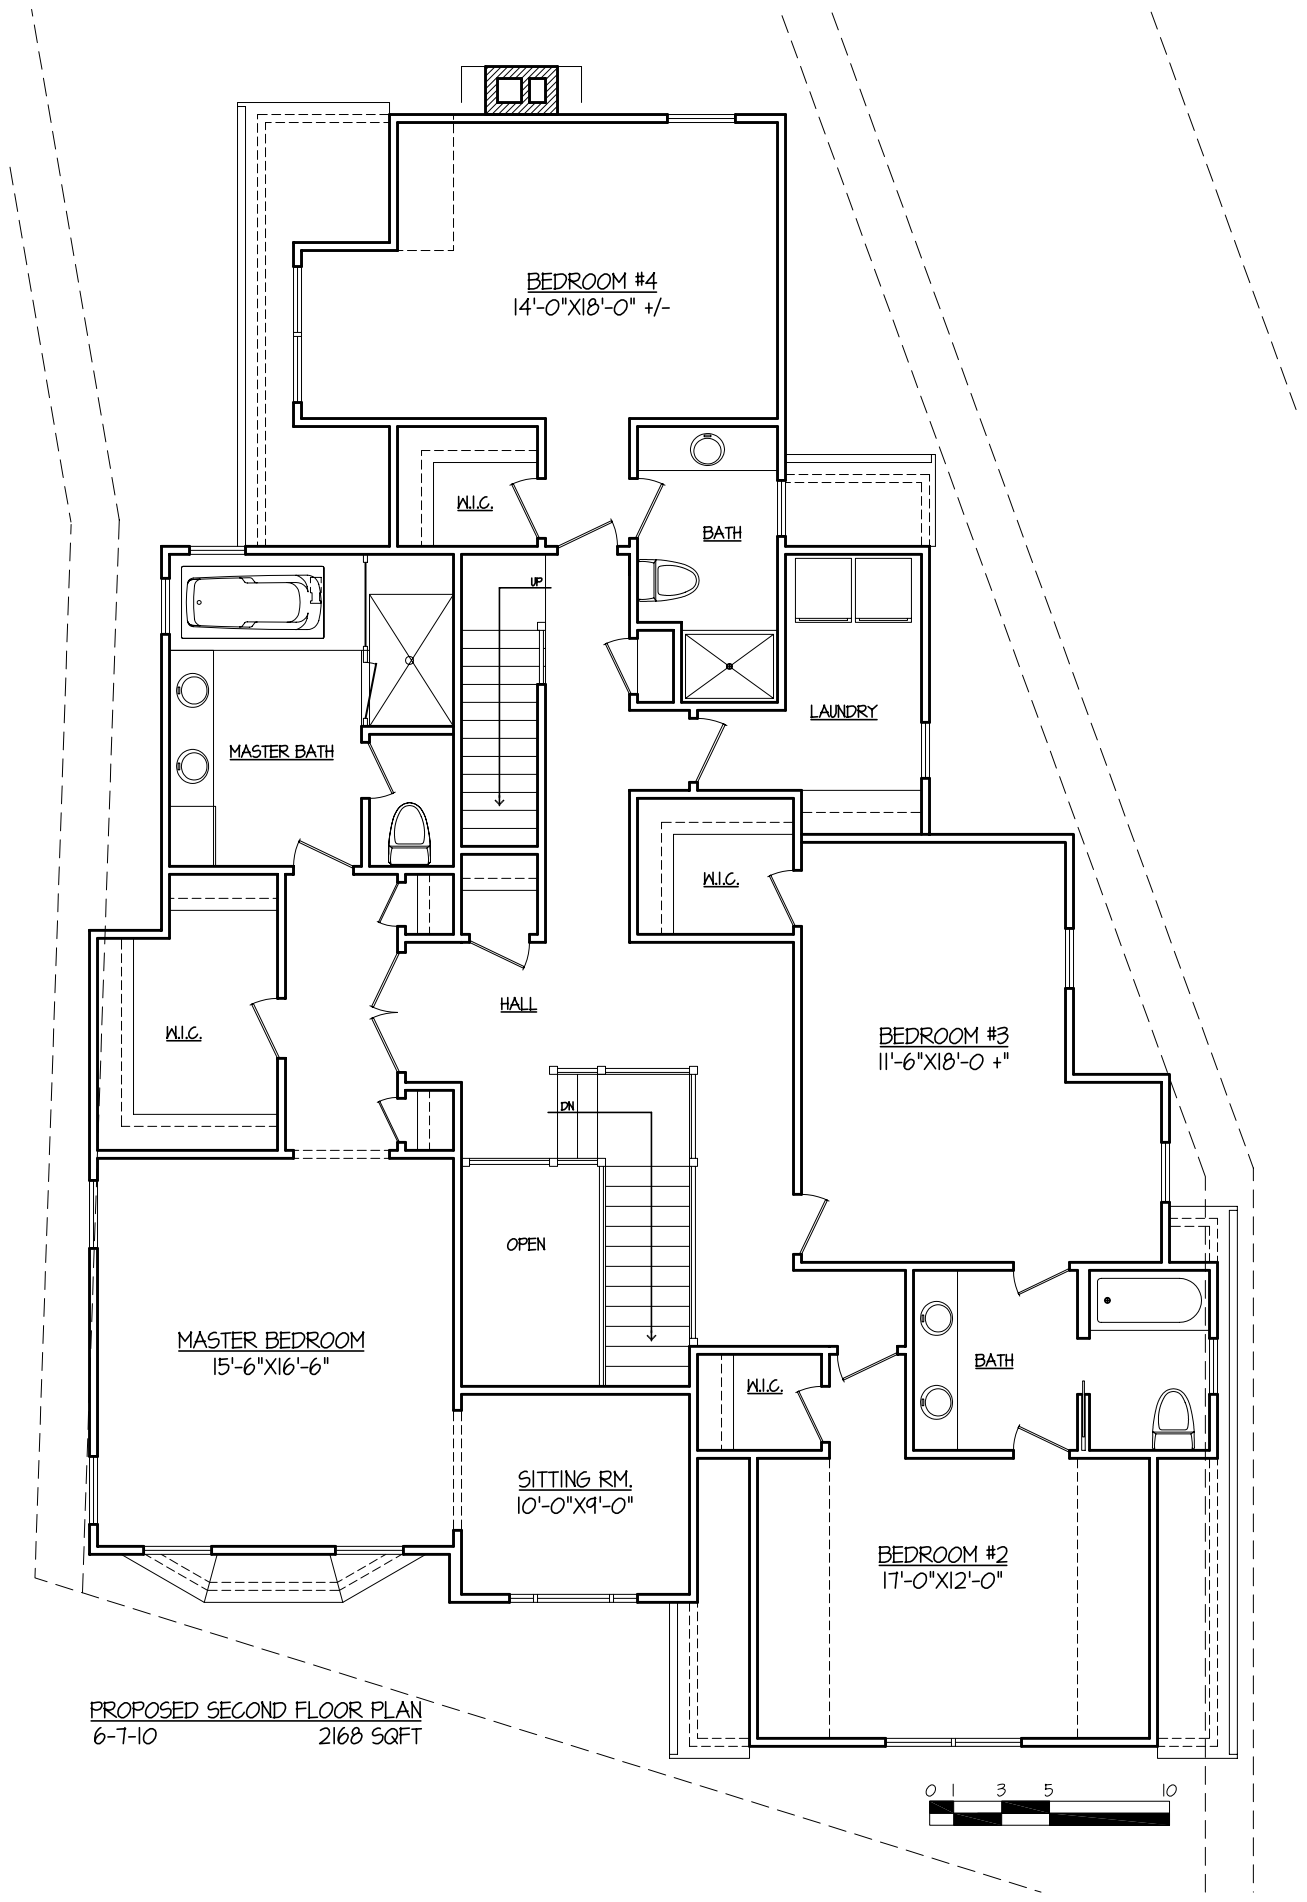 BEDROOM #4
14'-0"X18'-0" +/-
W.I.C.
BATH
UP
LAUNDRY
MASTER BATH
W.I.C.
HALL
W.I.C.
BEDROOM #3
11'-6"X18'-0 +"
DN
OPEN
MASTER BEDROOM
15'-6"X16'-6"
BATH
W.I.C.
SITTING RM.
10'-0"X9'-0"
BEDROOM #2
17'-0"X12'-0"
PROPOSED SECOND FLOOR PLAN
6-7-10 2168 SQFT
0 1 3 5 10